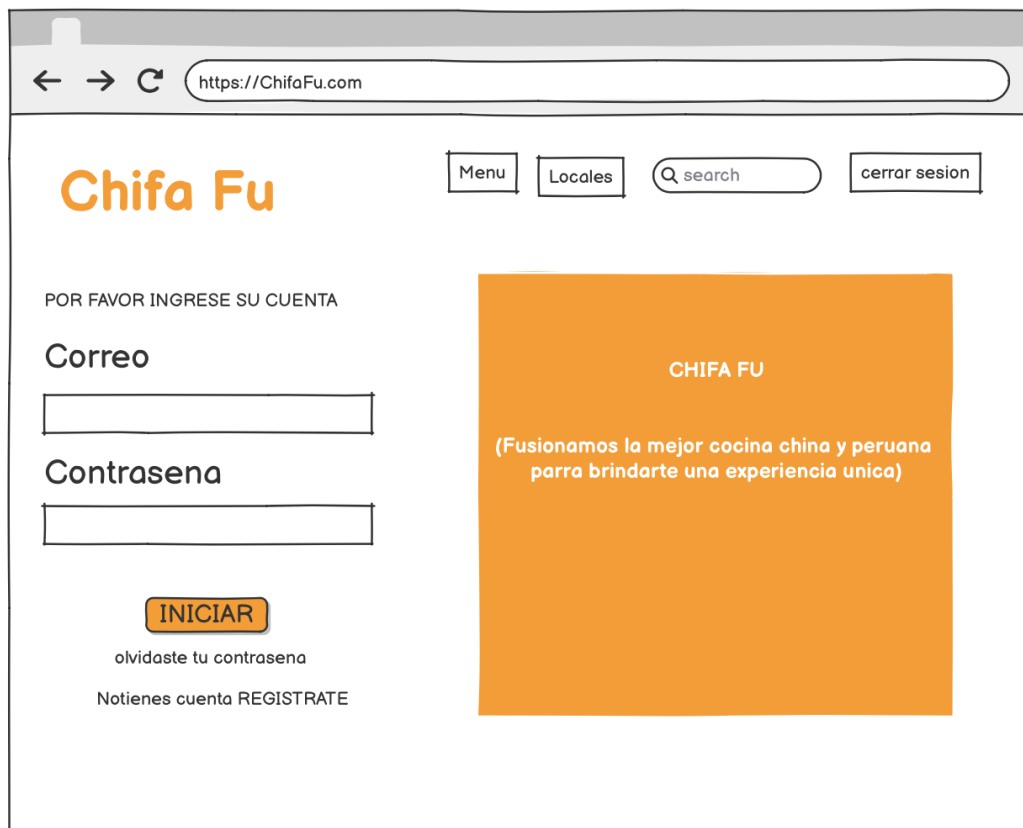 https://ChifaFu.com
Chifa Fu
Menu
Locales
search
cerrar sesion
POR FAVOR INGRESE SU CUENTA
Correo
Contrasena
INICIAR
olvidaste tu contrasena
Notienes cuenta REGISTRATE
CHIFA FU
(Fusionamos la mejor cocina china y peruana
parra brindarte una experiencia unica)